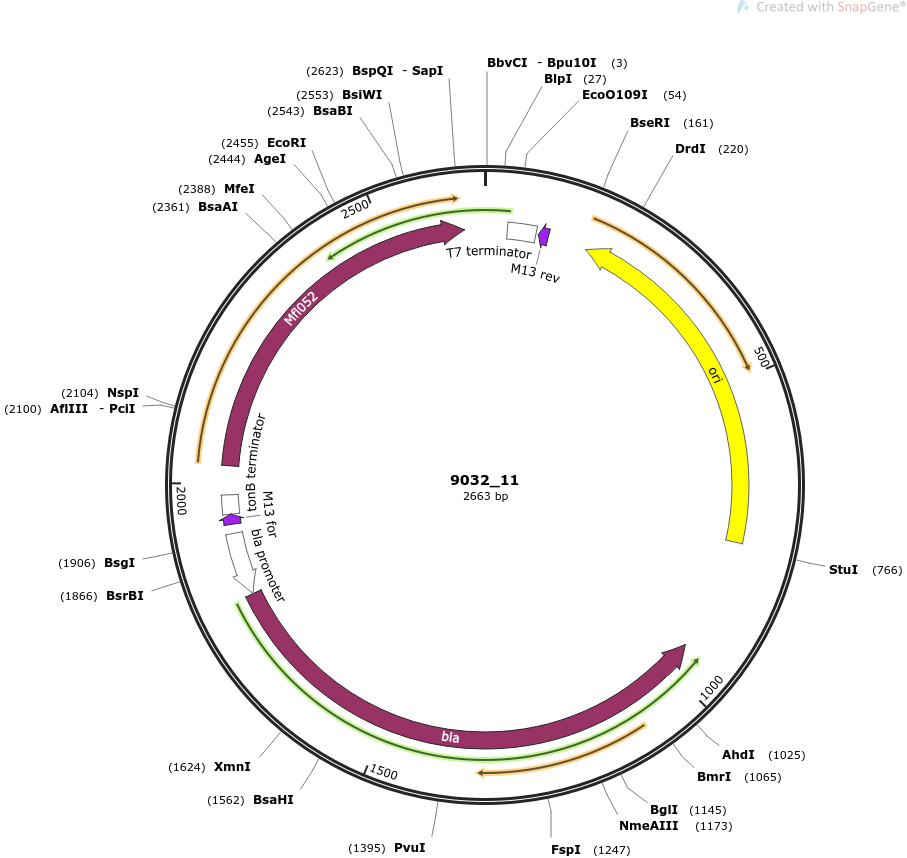 Created with SnapGene®
(2623) BspQI - SapI
BbvCI - Bpu10I (3)
BlpI (27)
(2553) BsiWI
EcoO109I (54)
(2543) BsaBI
BseRI (161)
(2455) EcoRI
DrdI (220)
(2444) AgeI
(2388) MfeI
(2361) BsaAI
2500
T7 terminator
M13 rev
Mfl052
500
ori
(2104) NspI
(2100) AflIII - PciI
tonB terminator
9032_11
2663 bp
2000
M13 for
bla promoter
(1906) BsgI
StuI (766)
(1866) BsrBI
1000
bla
AhdI (1025)
(1624) XmnI
1500
BmrI (1065)
(1562) BsaHI
BglI (1145)
NmeAIII (1173)
(1395) PvuI
FspI (1247)